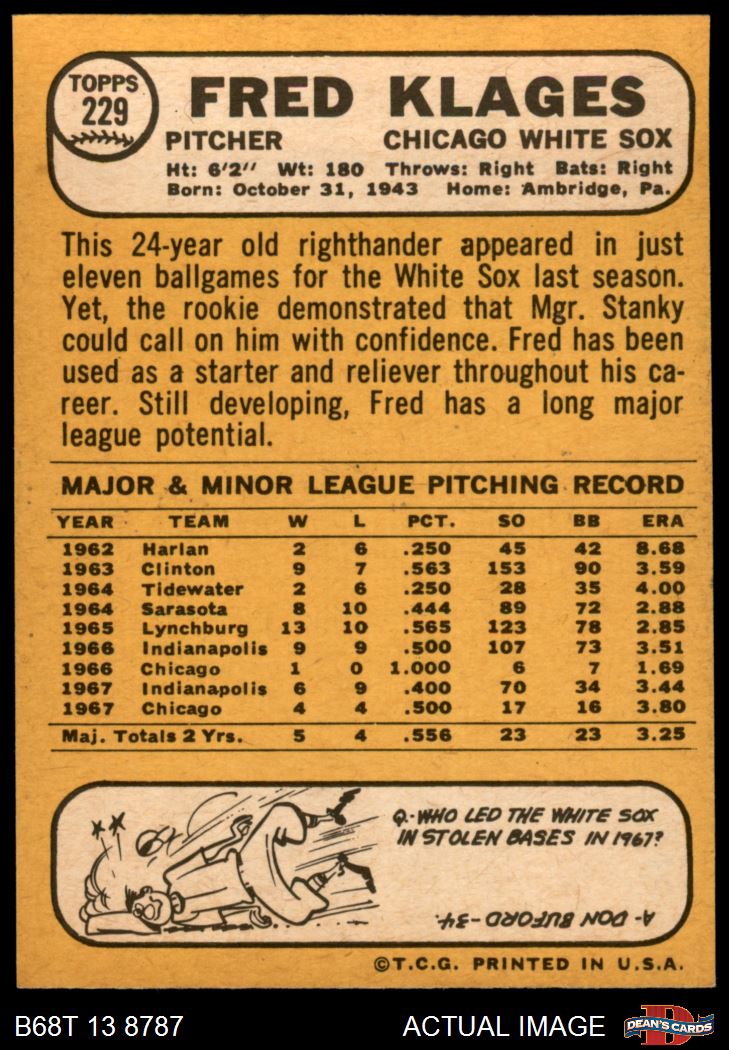 TOPPS
229
FRED KLAGES
PITCHER CHICAGO WHITE SOX
Ht: 6'2" Wt: 180 Throws: Right Bats: Right
Born: October 31, 1943 Home: Ambridge, Pa.
This 24-year old righthander appeared in just
eleven ballgames for the White Sox last season.
Yet, the rookie demonstrated that Mgr. Stanky
could call on him with confidence. Fred has been
used as a starter and reliever throughout his ca-
reer. Still developing, Fred has a long major
league potential.
MAJOR & MINOR LEAGUE PITCHING RECORD
YEAR TEAM W L PCT. SO BB ERA
1962 Harlan 2 6 .250 45 42 8.68
1963 Clinton 9 7 .563 153 90 3.59
1964 Tidewater 2 6 .250 28 35 4.00
1964 Sarasota 8 10 .444 89 72 2.88
1965 Lynchburg 13 10 .565 123 78 2.85
1966 Indianapolis 9 9 .500 107 73 3.51
1966 Chicago 1 0 1.000 6 7 1.69
1967 Indianapolis 6 9 .400 70 34 3.44
1967 Chicago 4 4 .500 17 16 3.80
Maj. Totals 2 Yrs. 5 4 .556 23 23 3.25
Q-WHO LED THE WHITE SOX
IN STOLEN BASES IN 1967?
A- DON BUFORD-34.
©T.C.G. PRINTED IN U.S.A.
B68T 13 8787 ACTUAL IMAGE DEAN'S CARDS